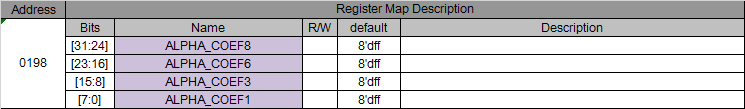 Address Register Map Description
Bits Name R/W default Description
0198 [31:24] ALPHA_COEF8 8'dff
[23:16] ALPHA_COEF6 8'dff
[15:8] ALPHA_COEF3 8'dff
[7:0] ALPHA_COEF1 8'dff